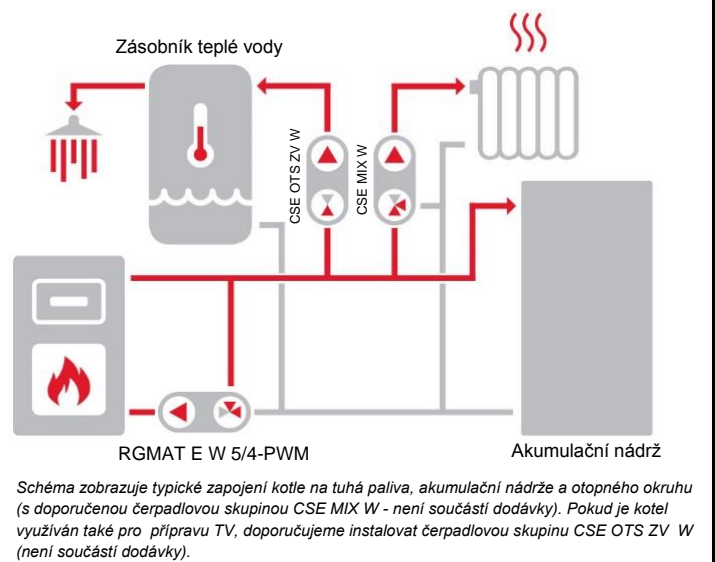 Zásobník teplé vody
CSE OTS ZV W
CSE MIX W
RGMAT E W 5/4-PWM
Akumulační nádrž
Schéma zobrazuje typické zapojení kotle na tuhá paliva, akumulační nádrže a otopného okruhu
(s doporučenou čerpadlovou skupinou CSE MIX W - není součástí dodávky). Pokud je kotel
využíván také pro přípravu TV, doporučujeme instalovat čerpadlovou skupinu CSE OTS ZV W
(není součástí dodávky).